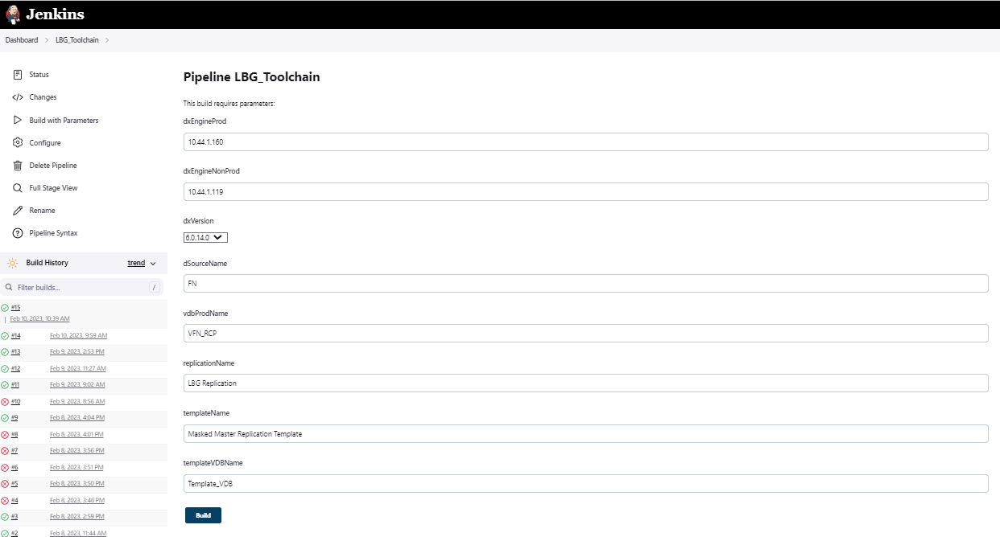 Jenkins
Dashboard > LBG_Toolchain >
Status
Changes
Build with Parameters
Configure
Delete Pipeline
Full Stage View
Rename
Pipeline Syntax
Build History trend
Filter builds... /
#15
Feb 10, 2023, 10:39 AM
#14 Feb 10, 2023, 9:59 AM
#13 Feb 9, 2023, 2:53 PM
#12 Feb 9, 2023, 11:27 AM
#11 Feb 9, 2023, 9:02 AM
#10 Feb 9, 2023, 8:56 AM
#9 Feb 8, 2023, 4:04 PM
#8 Feb 8, 2023, 4:01 PM
#7 Feb 8, 2023, 3:56 PM
#6 Feb 8, 2023, 3:51 PM
#5 Feb 8, 2023, 3:50 PM
#4 Feb 8, 2023, 3:46 PM
#3 Feb 8, 2023, 2:59 PM
#2 Feb 8, 2023, 11:44 AM
Pipeline LBG_Toolchain
This build requires parameters:
dxEngineProd
10.44.1.160
dxEngineNonProd
10.44.1.119
dxVersion
6.0.14.0
dSourceName
FN
vdbProdName
VFN_RCP
replicationName
LBG Replication
templateName
Masked Master Replication Template
templateVDBName
Template_VDB
Build